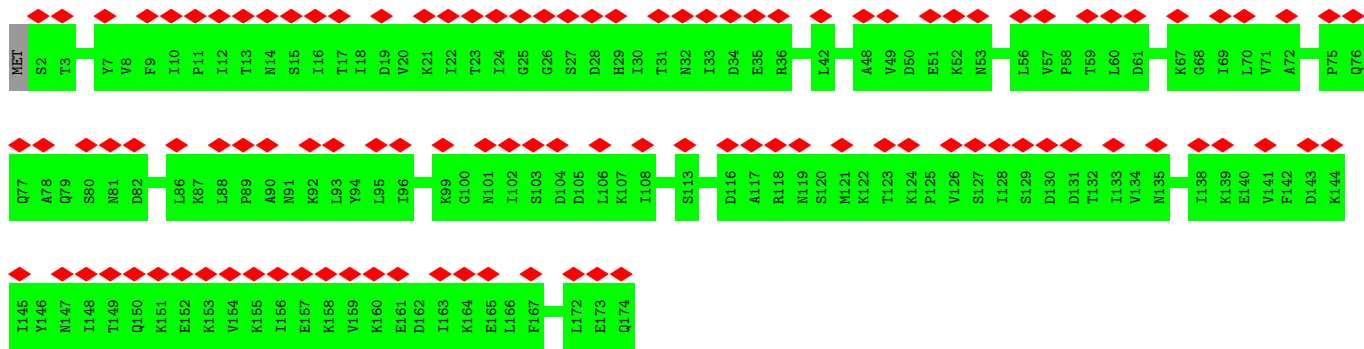 MET S2 T3 Y7 V8 F9 I10 P11 I12 T13 N14 S15 I16 T17 I18 D19 V20 K21 I22 T23 I24 G25 G26 S27 D28 H29 I30 T31 N32 I33 D34 E35 R36 L42 A48 V49 D50 E51 K52 N53 L56 V57 P58 T59 L60 D61 K67 G68 I69 L70 V71 A72 P75 Q76
Q77 A78 Q79 S80 N81 D82 L86 K87 L88 P89 A90 N91 K92 L93 Y94 L95 I96 K99 G100 N101 I102 S103 D104 D105 L106 K107 I108 S113 D116 A117 R118 N119 S120 M121 K122 T123 K124 P125 V126 S127 I128 S129 D130 D131 T132 I133 V134 N135 I138 K139 E140 V141 F142 D143 K144
I145 Y146 N147 I148 T149 Q150 K151 E152 K153 V154 K155 I156 E157 K158 V159 K160 E161 D162 I163 K164 E165 L166 F167 L172 E173 Q174